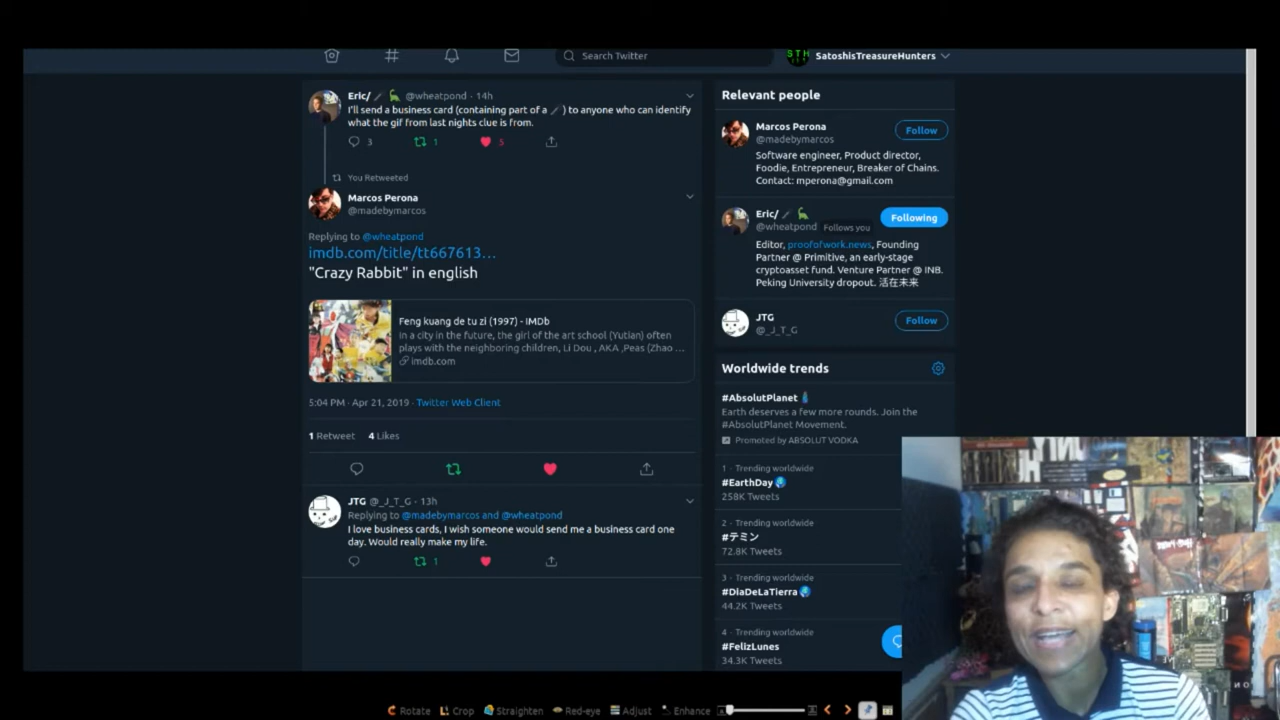 Search Twitter
STH SatoshisTreasureHunters
Eric/ @wheatpond · 14h
I'll send a business card (containing part of a 🗝️) to anyone who can identify
what the gif from last nights clue is from.
3 1 5
You Retweeted
Marcos Perona
@madebymarcos
Replying to @wheatpond
imdb.com/title/tt667613…
"Crazy Rabbit" in english
Feng kuang de tu zi (1997) - IMDb
In a city in the future, the girl of the art school (Yutian) often
plays with the neighboring children, Li Dou , AKA ,Peas (Zhao ...
imdb.com
5:04 PM · Apr 21, 2019 · Twitter Web Client
1 Retweet 4 Likes
JTG @_J_T_G · 13h
Replying to @madebymarcos and @wheatpond
I love business cards, I wish someone would send me a business card one
day. Would really make my life.
1
Relevant people
Marcos Perona
@madebymarcos
Follow
Software engineer, Product director,
Foodie, Entrepreneur, Breaker of Chains.
Contact: mperona@gmail.com
Eric/
@wheatpond Follows you
Following
Editor, proofofwork.news, Founding
Partner @ Primitive, an early-stage
cryptoasset fund. Venture Partner @ INB.
Peking University dropout. 活在未来
JTG
@_J_T_G
Follow
Worldwide trends
#AbsolutPlanet
Earth deserves a few more rounds. Join the
#AbsolutPlanet Movement.
Promoted by ABSOLUT VODKA
1 · Trending worldwide
#EarthDay
258K Tweets
2 · Trending worldwide
#テミン
72.8K Tweets
3 · Trending worldwide
#DiaDeLaTierra
44.2K Tweets
4 · Trending worldwide
#FelizLunes
34.3K Tweets
Rotate Crop Straighten Red-eye Adjust Enhance